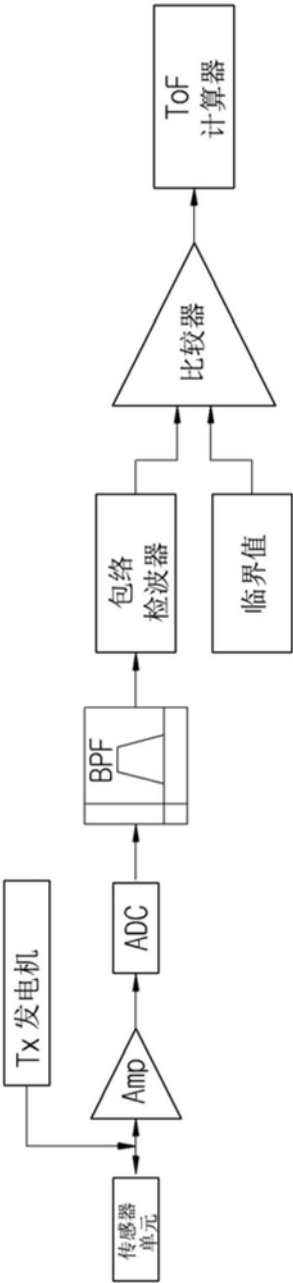 Tx 发电机
传感器
单元
Amp
ADC
BPF
包络
检波器
临界值
比较器
ToF
计算器